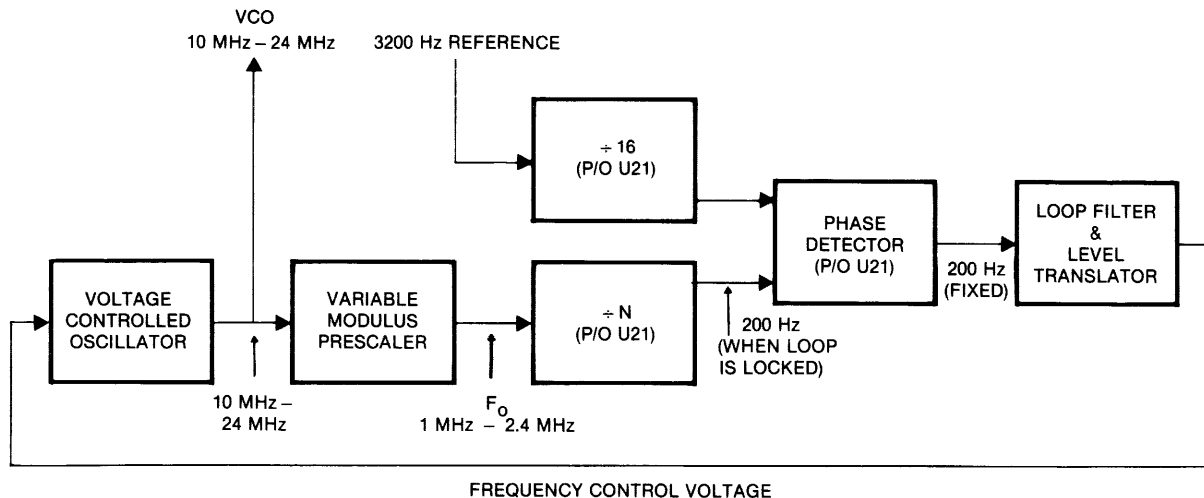 VCO
10 MHz – 24 MHz
3200 Hz REFERENCE
÷ 16
(P/O U21)
PHASE
DETECTOR
(P/O U21)
LOOP FILTER
&
LEVEL
TRANSLATOR
200 Hz
(FIXED)
VOLTAGE
CONTROLLED
OSCILLATOR
VARIABLE
MODULUS
PRESCALER
÷ N
(P/O U21)
200 Hz
(WHEN LOOP
IS LOCKED)
10 MHz –
24 MHz
FO
1 MHz – 2.4 MHz
FREQUENCY CONTROL VOLTAGE